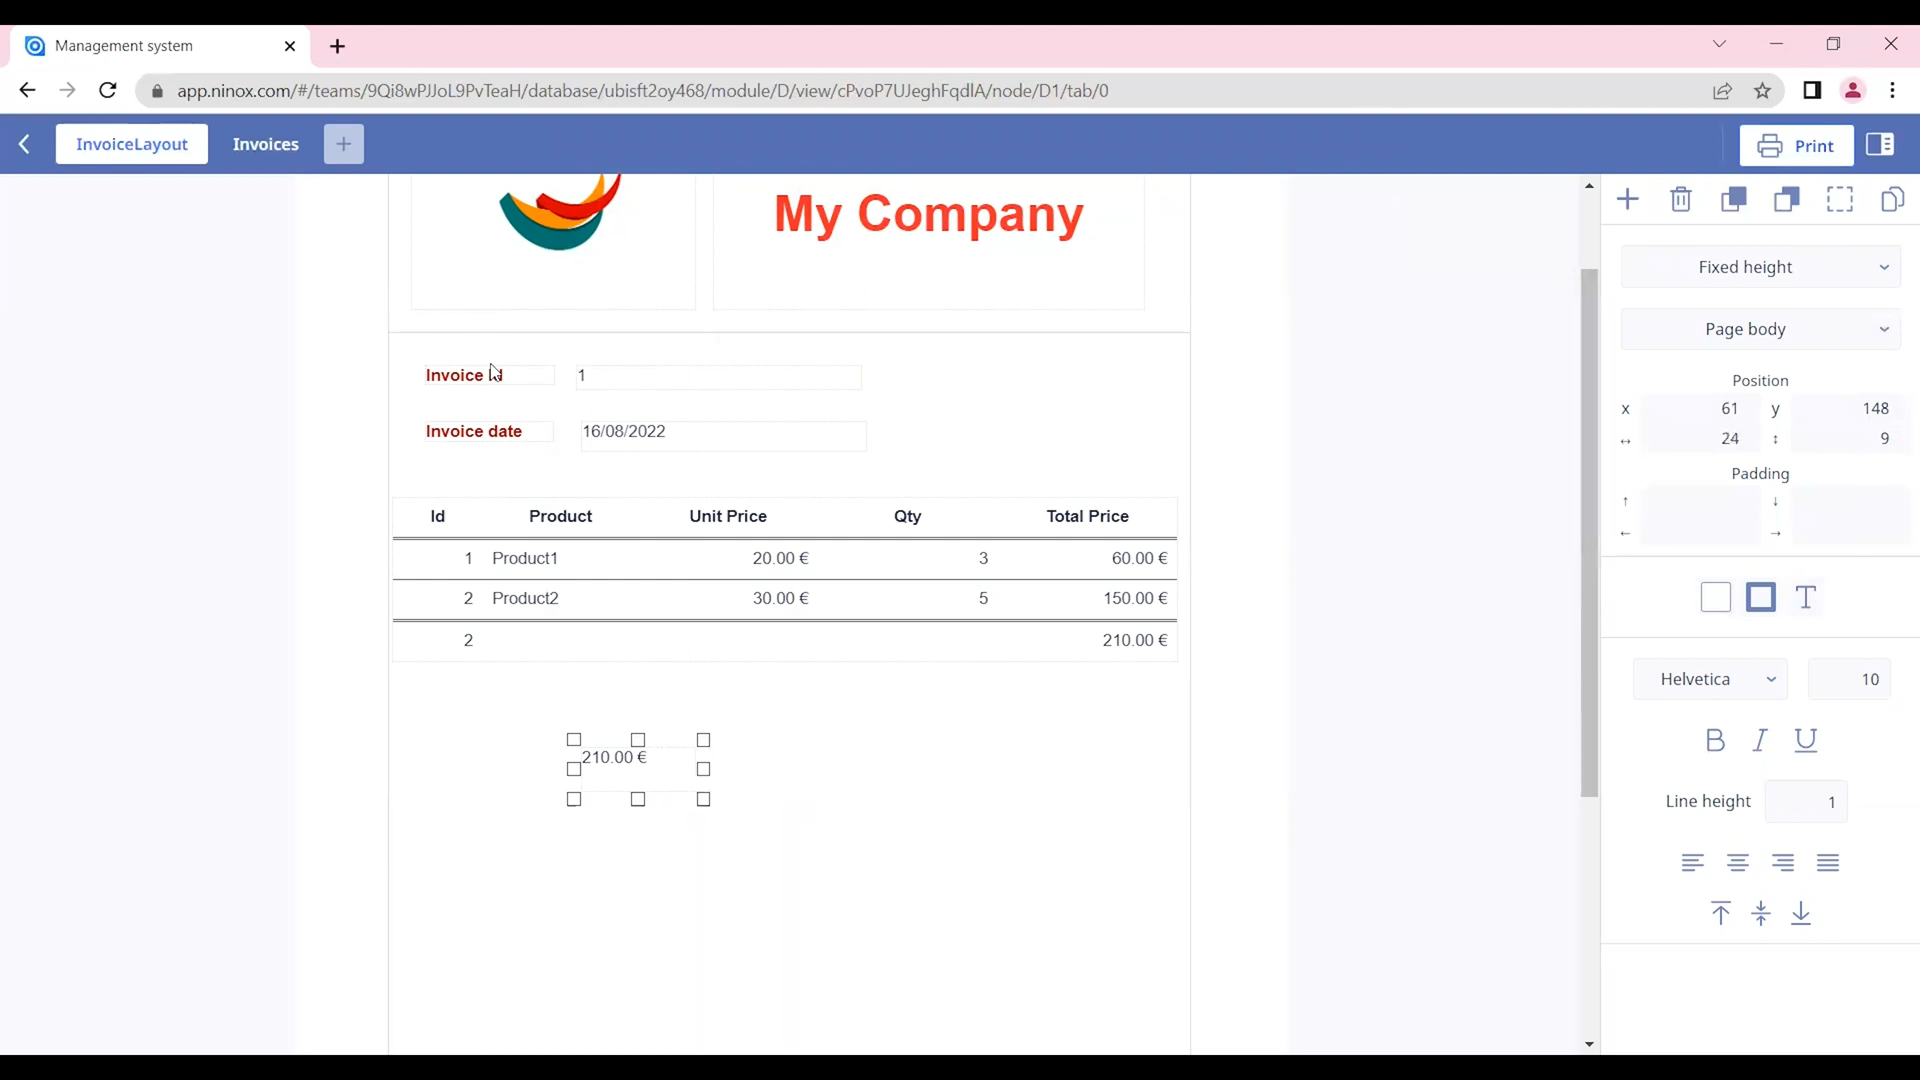 Management system
app.ninox.com/#/teams/9Qi8wPJJoL9PvTeaH/database/ubisft2oy468/module/D/view/cPvoP7UJeghFqdlA/node/D1/tab/0
InvoiceLayout Invoices Print
My Company
Invoice 1
Invoice date 16/08/2022
Id Product Unit Price Qty Total Price
1 Product1 20.00 € 3 60.00 €
2 Product2 30.00 € 5 150.00 €
2 210.00 €
210.00 €
Fixed height
Page body
Position
x 61 y 148
24 9
Padding
Helvetica 10
B I U
Line height 1